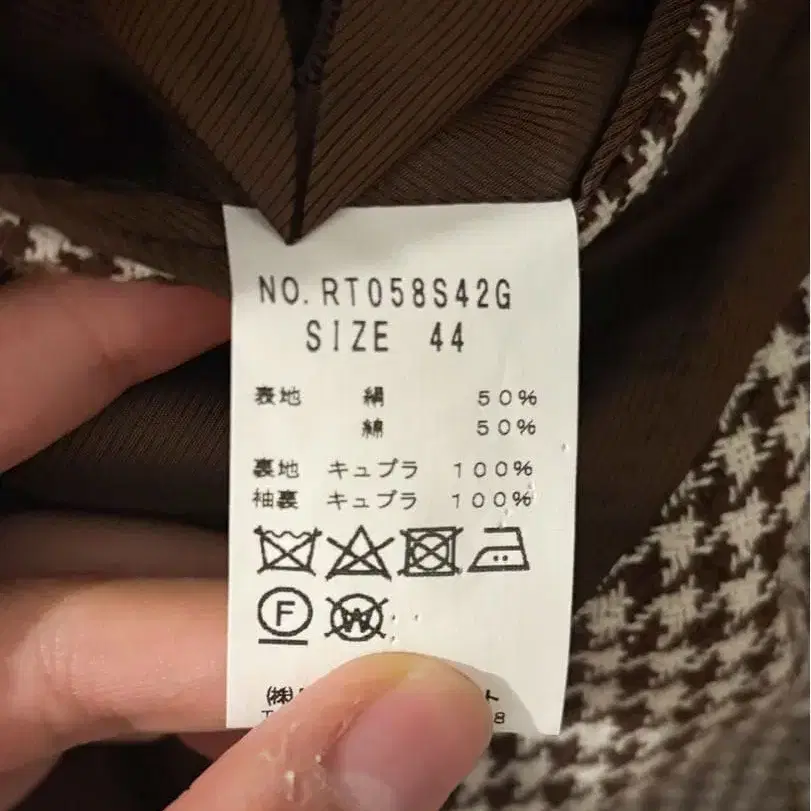 NO. RT058S42G
SIZE 44
表地 絹 50%
綿 50%
裏地 キュプラ 100%
袖裏 キュプラ 100%
F
W
(株)